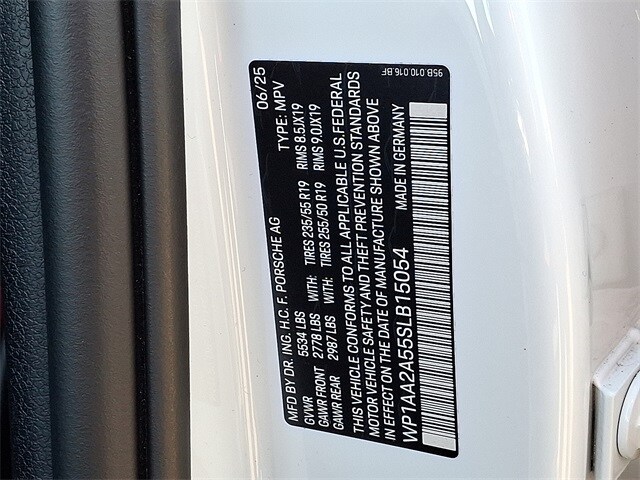 MFD BY DR. ING. H.C. F. PORSCHE AG 06/25
GVWR 5534 LBS TYPE: MPV
GAWR FRONT 2778 LBS WITH TIRES 235/55 R19 RIMS 8.5JX19
GAWR REAR 2987 LBS WITH TIRES 255/50 R19 RIMS 9.0JX19
THIS VEHICLE CONFORMS TO ALL APPLICABLE U.S.FEDERAL
MOTOR VEHICLE SAFETY AND THEFT PREVENTION STANDARDS
IN EFFECT ON THE DATE OF MANUFACTURE SHOWN ABOVE
WP1AA2A55SLB15054 MADE IN GERMANY
95B.010.016.BF